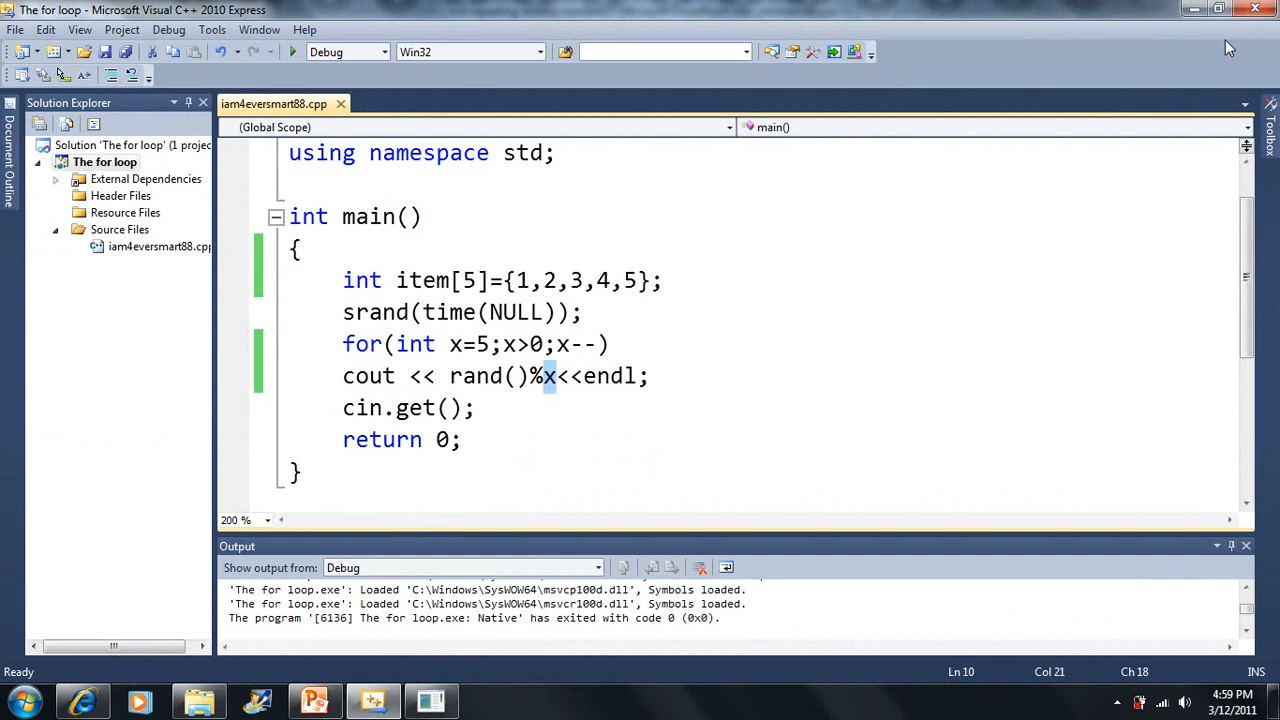 The for loop - Microsoft Visual C++ 2010 Express
File Edit View Project Debug Tools Window Help
Debug Win32
Solution Explorer
iam4eversmart88.cpp
(Global Scope) main()
Document Outline
Toolbox
Solution 'The for loop' (1 projec
The for loop
External Dependencies
Header Files
Resource Files
Source Files
iam4eversmart88.cp
using namespace std;
int main()
{
int item[5]={1,2,3,4,5};
srand(time(NULL));
for(int x=5;x>0;x--)
cout << rand()%x<<endl;
cin.get();
return 0;
}
200 %
Output
Show output from: Debug
'The for loop.exe': Loaded 'C:\Windows\SysWOW64\msvcp100d.dll', Symbols loaded.
'The for loop.exe': Loaded 'C:\Windows\SysWOW64\msvcr100d.dll', Symbols loaded.
The program '[6136] The for loop.exe: Native' has exited with code 0 (0x0).
Ready Ln 10 Col 21 Ch 18 INS
4:59 PM
3/12/2011